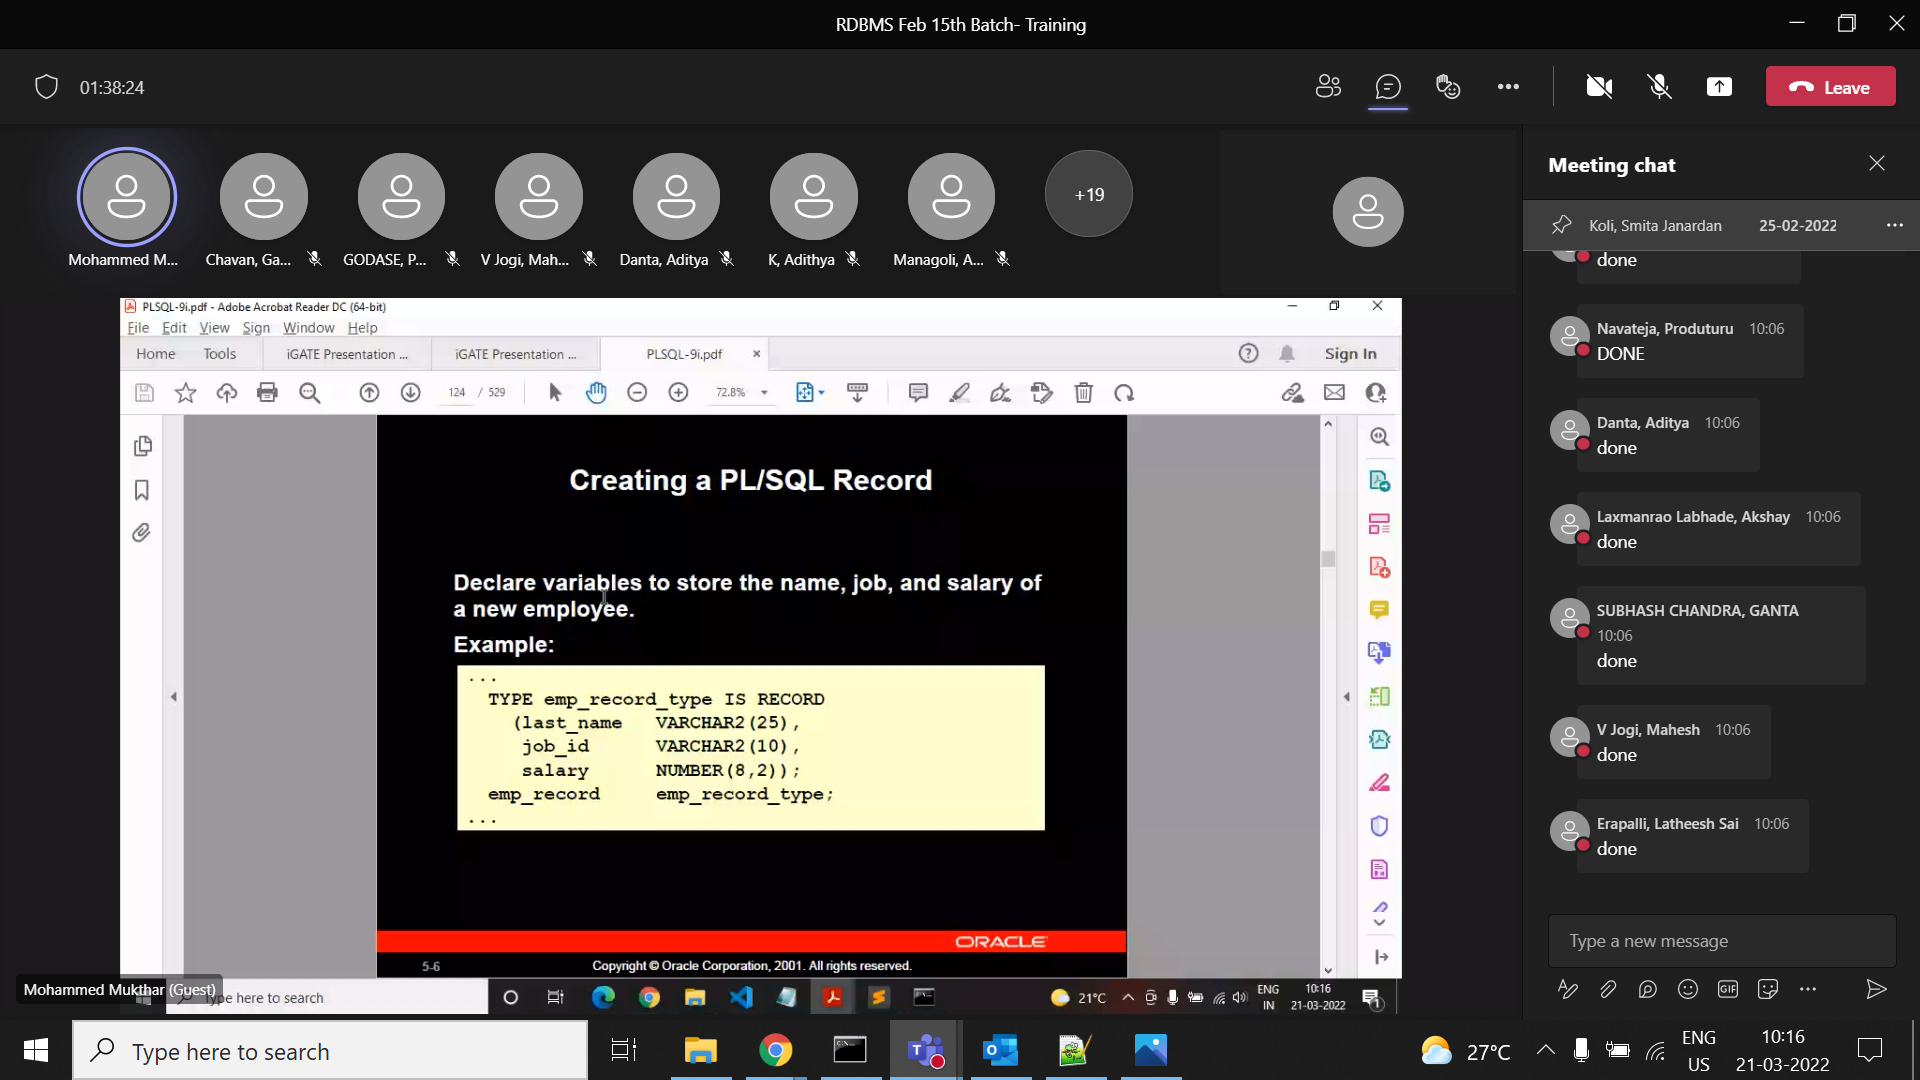 RDBMS Feb 15th Batch- Training
01:38:24
Leave
Mohammed M...
Chavan, Ga...
GODASE, P...
V Jogi, Mah...
Danta, Aditya
K, Adithya
Managoli, A...
+19
PLSQL-9i.pdf - Adobe Acrobat Reader DC (64-bit)
File Edit View Sign Window Help
Home Tools iGATE Presentation ... iGATE Presentation ... PLSQL-9i.pdf Sign In
124 / 529 72.8%
Creating a PL/SQL Record
Declare variables to store the name, job, and salary of
a new employee.
Example:
...
TYPE emp_record_type IS RECORD
(last_name VARCHAR2(25),
job_id VARCHAR2(10),
salary NUMBER(8,2));
emp_record emp_record_type;
...
ORACLE
5-6 Copyright © Oracle Corporation, 2001. All rights reserved.
Mohammed Mukthar (Guest)
Type here to search
21°C
ENG
IN
10:16
21-03-2022
1
Meeting chat
Koli, Smita Janardan 25-02-2022
done
Navateja, Produturu 10:06
DONE
Danta, Aditya 10:06
done
Laxmanrao Labhade, Akshay 10:06
done
SUBHASH CHANDRA, GANTA
10:06
done
V Jogi, Mahesh 10:06
done
Erapalli, Latheesh Sai 10:06
done
Type a new message
GIF
Type here to search
27°C
ENG
US
10:16
21-03-2022